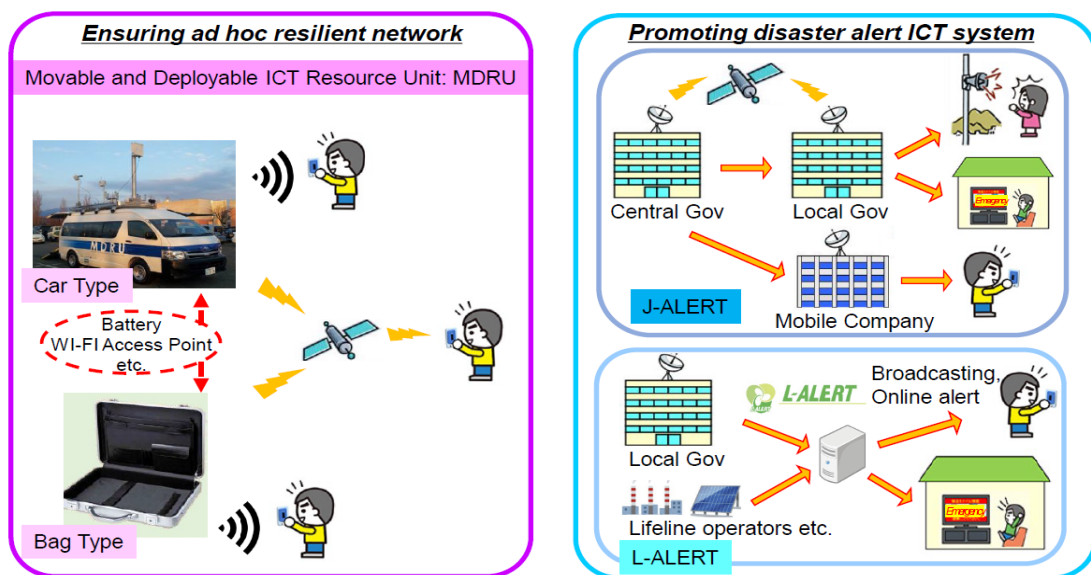 Ensuring ad hoc resilient network
Movable and Deployable ICT Resource Unit: MDRU
MDRU
Car Type
Battery
WI-FI Access Point
etc.
Bag Type
Promoting disaster alert ICT system
Central Gov
Local Gov
Emergency
Mobile Company
J-ALERT
L-ALERT
Broadcasting,
Online alert
Local Gov
Emergency
Lifeline operators etc.
L-ALERT